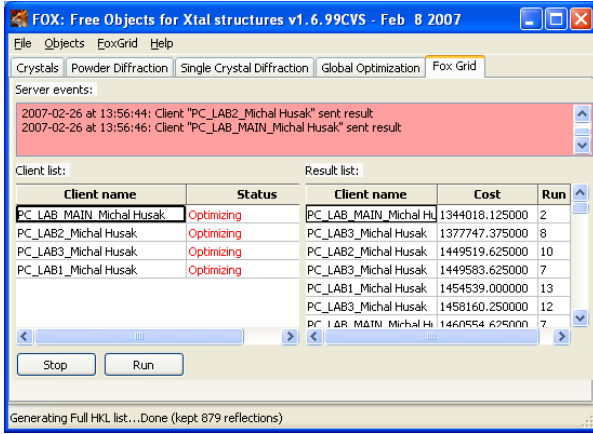 FOX: Free Objects for Xtal structures v1.6.99CVS - Feb 8 2007
File Objects FoxGrid Help
Crystals Powder Diffraction Single Crystal Diffraction Global Optimization Fox Grid
Server events:
2007-02-26 at 13:56:44: Client "PC_LAB2_Michal Husak" sent result
2007-02-26 at 13:56:46: Client "PC_LAB_MAIN_Michal Husak" sent result
Client list:
Client name Status
PC_LAB_MAIN_Michal Husak Optimizing
PC_LAB2_Michal Husak Optimizing
PC_LAB3_Michal Husak Optimizing
PC_LAB1_Michal Husak Optimizing
Result list:
Client name Cost Run
PC_LAB_MAIN_Michal Hu 1344018.125000 2
PC_LAB3_Michal Husak 1377747.375000 8
PC_LAB2_Michal Husak 1449519.625000 10
PC_LAB3_Michal Husak 1449583.625000 7
PC_LAB1_Michal Husak 1454539.000000 13
PC_LAB3_Michal Husak 1458160.250000 12
PC_LAB_MAIN_Michal Hu 1460554.625000 7
Stop Run
Generating Full HKL list...Done (kept 879 reflections)